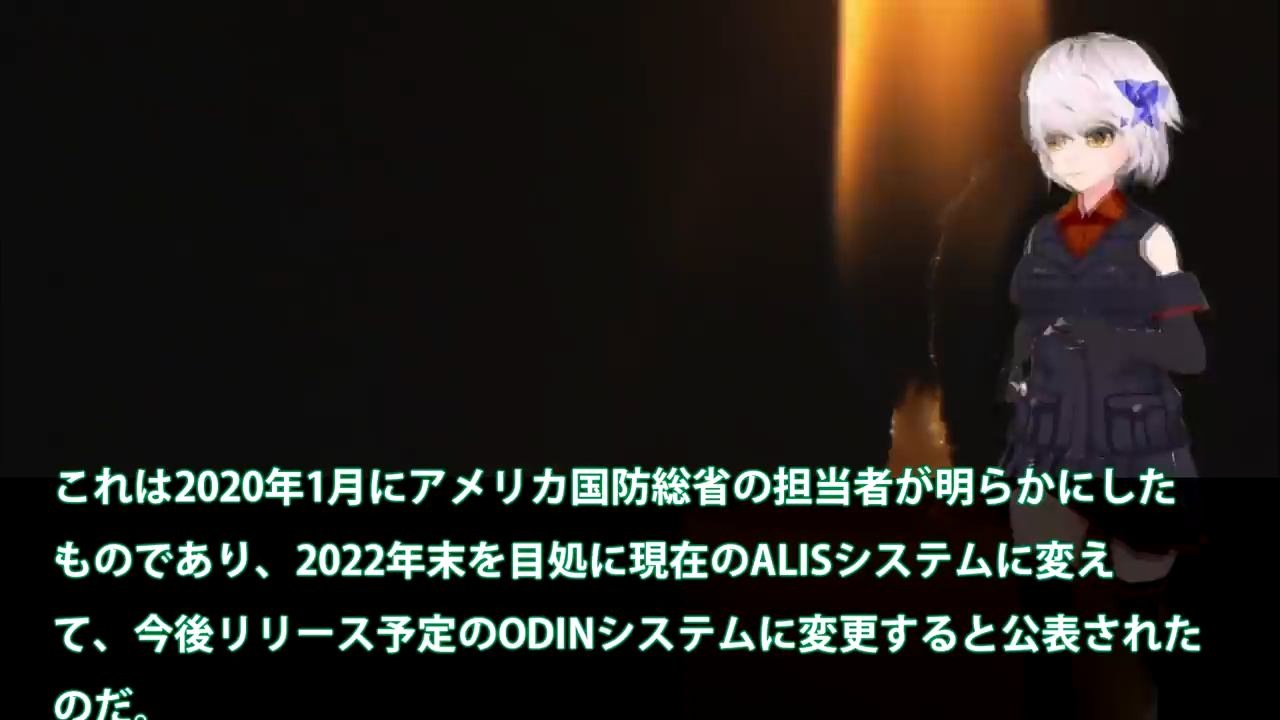 これは2020年1月にアメリカ国防総省の担当者が明らかにした
ものであり、2022年末を目処に現在のALISシステムに変え
て、今後リリース予定のODINシステムに変更すると公表された
のだ。